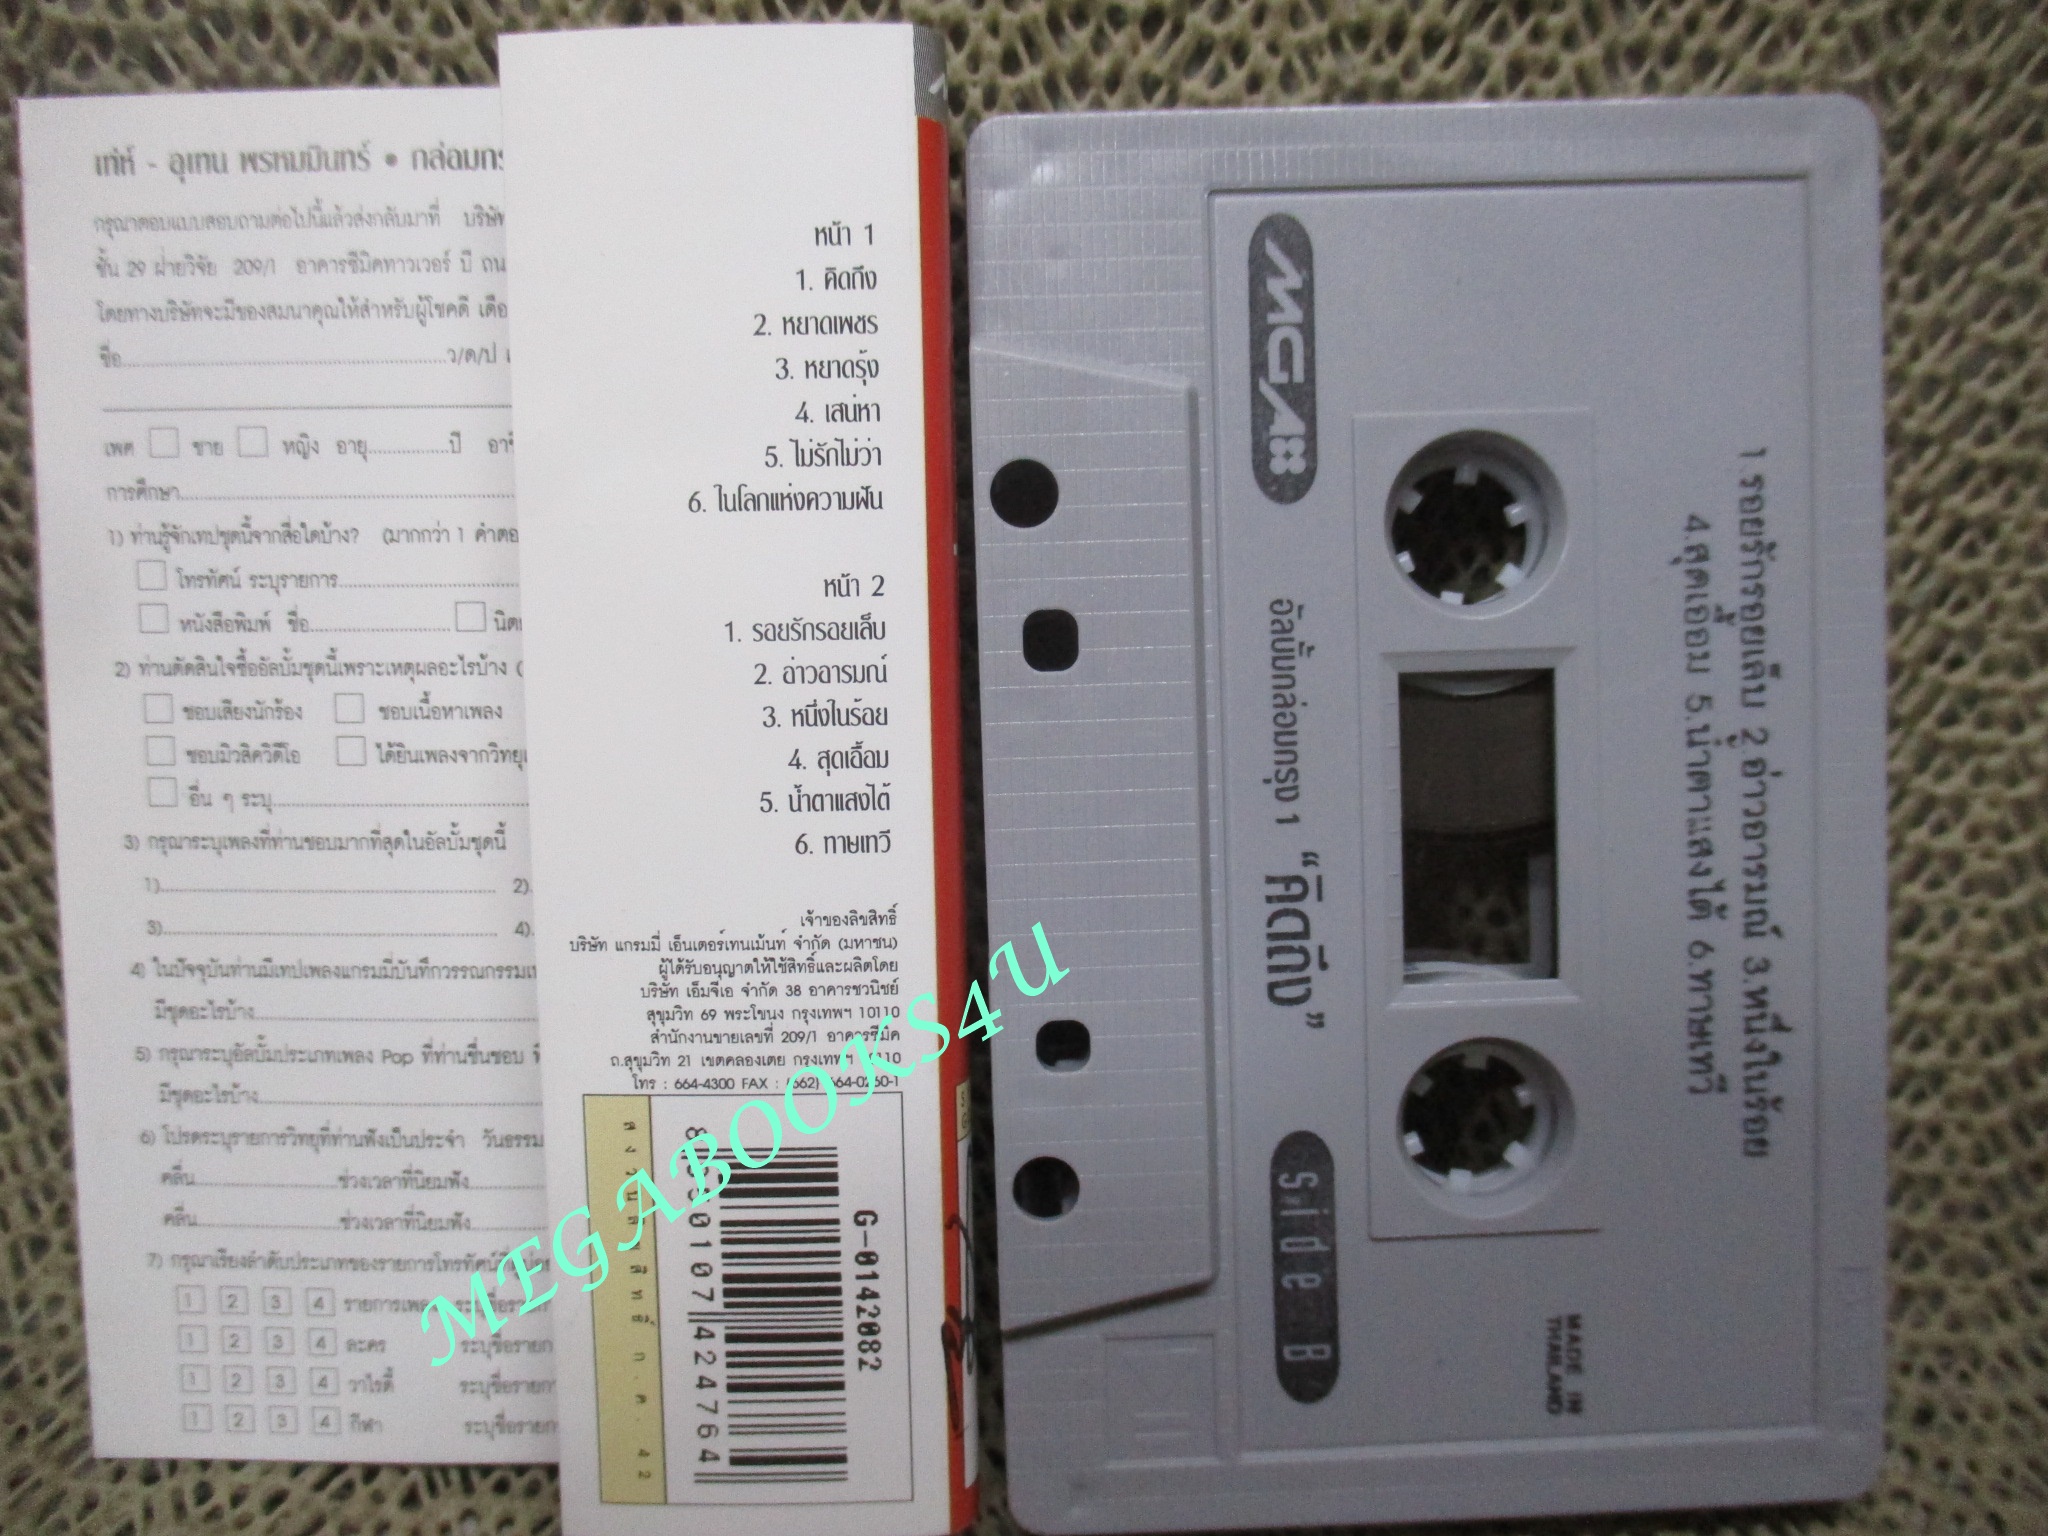 เท่ห์ - อุเทน พรหมมินทร์ • กล่อมกรุ
กรุณาตอบแบบสอบถามต่อไปนี้แล้วส่งกลับมาที่ บริษัท
ชั้น 29 ฝ่ายวิจัย 209/1 อาคารซีมิคทาวเวอร์ บี ถน
โดยทางบริษัทจะมีของสมนาคุณให้สำหรับผู้โชคดี เดือ
ชื่อ..........ว/ด/ป เ
เพศ ชาย หญิง อายุ..........ปี อาชี
การศึกษา..........
1) ท่านรู้จักเทปชุดนี้จากสื่อใดบ้าง? (มากกว่า 1 คำตอ
โทรทัศน์ ระบุรายการ..........
หนังสือพิมพ์ ชื่อ.......... นิต
2) ท่านตัดสินใจซื้ออัลบั้มชุดนี้เพราะเหตุผลอะไรบ้าง (
ชอบเสียงนักร้อง ชอบเนื้อหาเพลง
ชอบมิวสิควิดีโอ ได้ยินเพลงจากวิทยุ
อื่น ๆ ระบุ..........
3) กรุณาระบุเพลงที่ท่านชอบมากที่สุดในอัลบั้มชุดนี้
1).......... 2).
3).......... 4).
4) ในปัจจุบันท่านมีเทปเพลงแกรมมี่บันทึกวรรณกรรมเ
มีชุดอะไรบ้าง..........
5) กรุณาระบุอัลบั้มประเภทเพลง Pop ที่ท่านชื่นชอบ ที่
มีชุดอะไรบ้าง..........
6) โปรดระบุรายการวิทยุที่ท่านฟังเป็นประจำ วันธรรม
คลื่น..........ช่วงเวลาที่นิยมฟัง..........
คลื่น..........ช่วงเวลาที่นิยมฟัง..........
7) กรุณาเรียงลำดับประเภทของรายการโทรทัศน์ที่
1 2 3 4 รายการเพลง ระบุชื่อรายก
1 2 3 4 ละคร ระบุชื่อรายก
1 2 3 4 วาไรตี้ ระบุชื่อรายก
1 2 3 4 กีฬา ระบุชื่อรายก
หน้า 1
1. คิดถึง
2. หยาดเพชร
3. หยาดรุ้ง
4. เสน่หา
5. ไม่รักไม่ว่า
6. ในโลกแห่งความฝัน
หน้า 2
1. รอยรักรอยเล็บ
2. อ่าวอารมณ์
3. หนึ่งในร้อย
4. สุดเอื้อม
5. น้ำตาแสงไต้
6. ทาษเทวี
เจ้าของลิขสิทธิ์
บริษัท แกรมมี่ เอ็นเตอร์เทนเม้นท์ จำกัด (มหาชน)
ผู้ได้รับอนุญาตให้ใช้สิทธิ์และผลิตโดย
บริษัท เอ็มจีเอ จำกัด 38 อาคารชวนิชย์
สุขุมวิท 69 พระโขนง กรุงเทพฯ 10110
สำนักงานขายเลขที่ 209/1 อาคารซีมิค
ถ.สุขุมวิท 21 เขตคลองเตย กรุงเทพฯ 10110
โทร : 664-4300 FAX : (662) 664-0260-1
G-0142082
สงวนลิขสิทธิ์ ก.ค. 42
MEGABOOKS4U
MGA
อัลบั้มกล่อมกรุง 1 "คิดถึง"
Side B
1.รอยรักรอยเล็บ 2.อ่าวอารมณ์ 3.หนึ่งในร้อย
4.สุดเอื้อม 5.น้ำตาแสงไต้ 6.ทาษเทวี
MADE IN
THAILAND